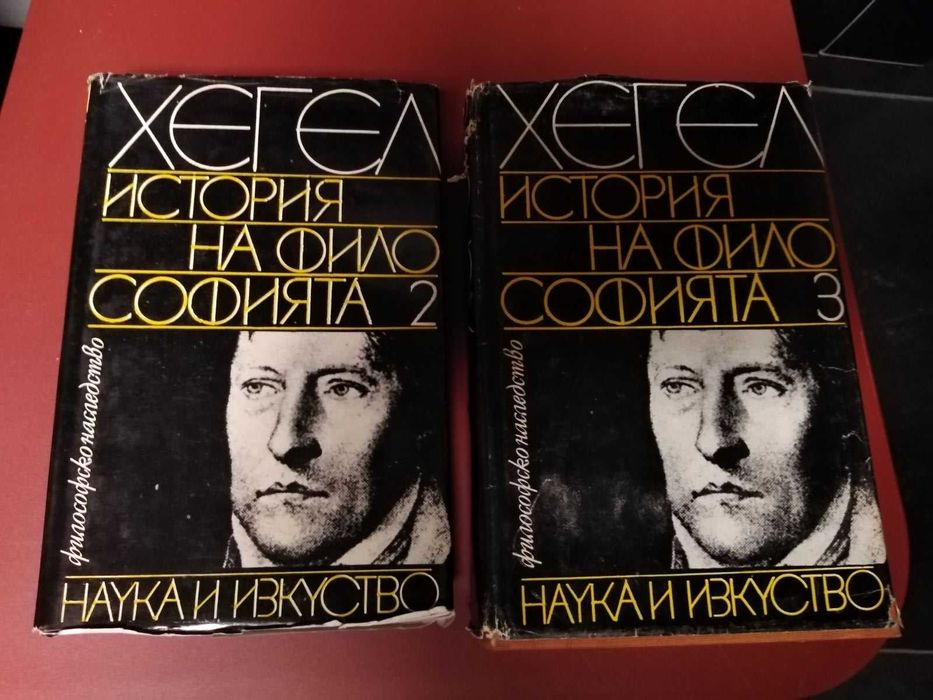 ХЕГЕЛ
ИСТОРИЯ
НА ФИЛО
СОФИЯТА 2
философско наследство
НАУКА И ИЗКУСТВО
ХЕГЕЛ
ИСТОРИЯ
НА ФИЛО
СОФИЯТА 3
философско наследство
НАУКА И ИЗКУСТВО